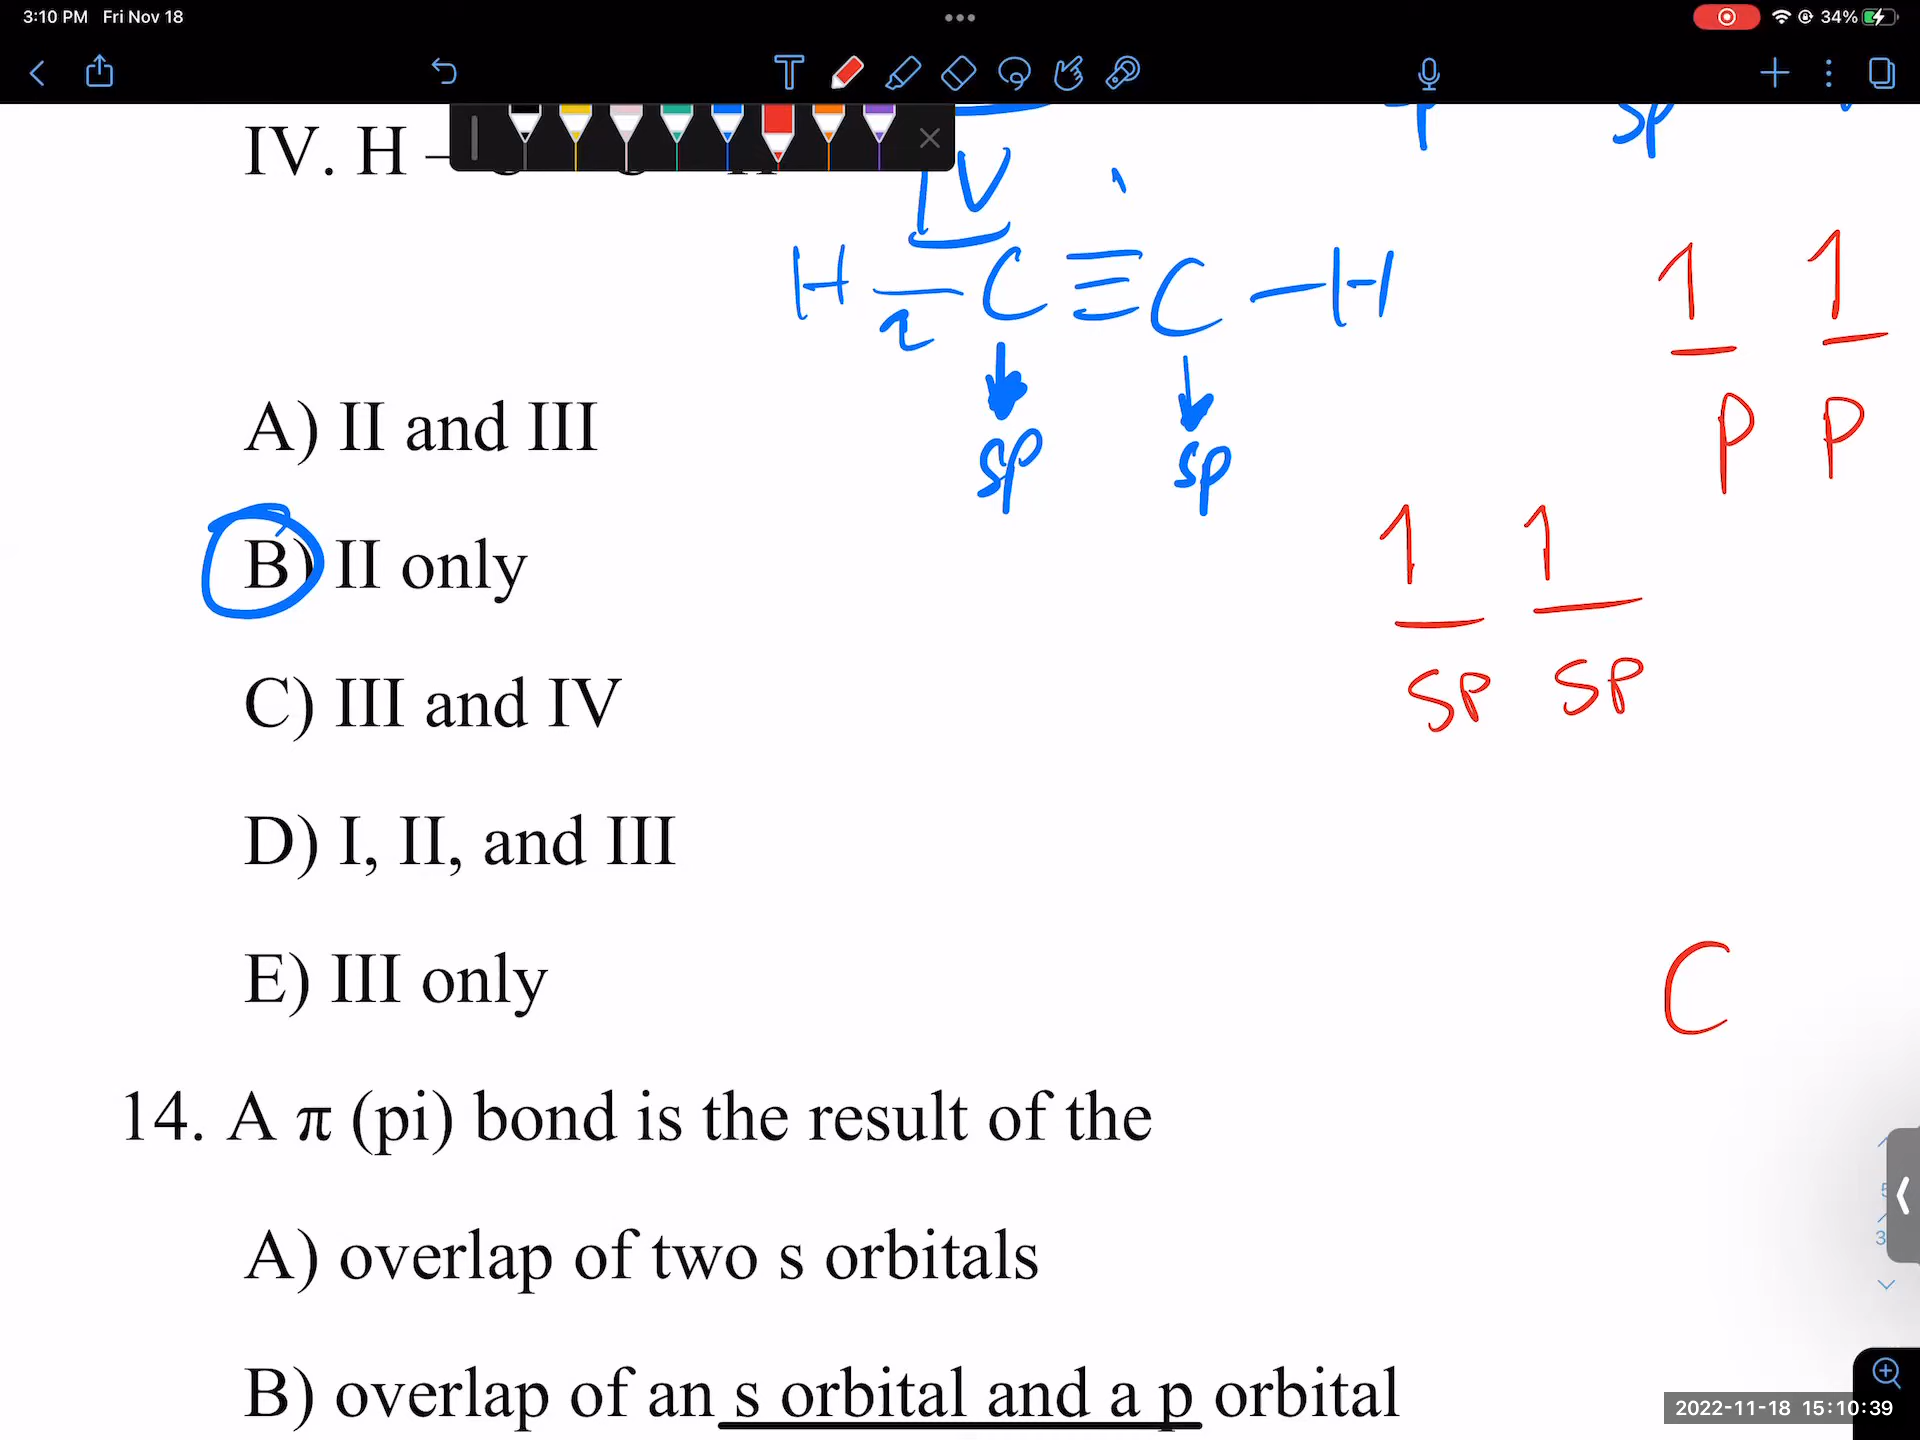 3:10 PM Fri Nov 18
34%
T
IV. H –
sp
IV
H – C ≡ C – H
2
sp sp
1 1
P P
A) II and III
B) II only
1 1
SP SP
C) III and IV
D) I, II, and III
E) III only
C
14. A π (pi) bond is the result of the
A) overlap of two s orbitals
B) overlap of an s orbital and a p orbital
2022-11-18 15:10:39